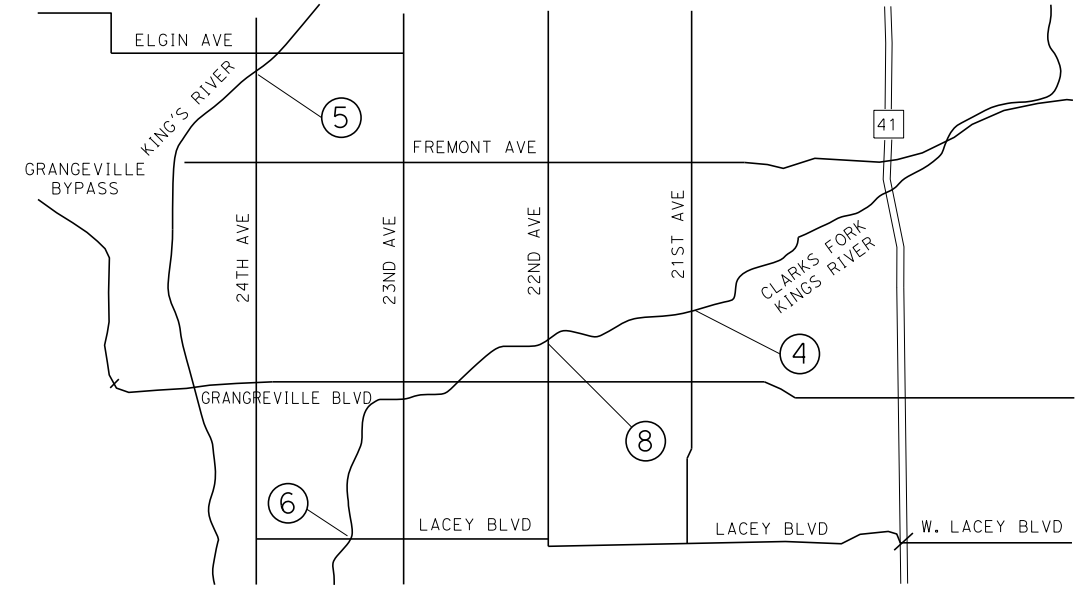 ELGIN AVE
KING'S RIVER
5
41
FREMONT AVE
GRANGEVILLE
BYPASS
24TH AVE
23ND AVE
22ND AVE
21ST AVE
CLARKS FORK
KINGS RIVER
4
GRANGREVILLE BLVD
8
6
LACEY BLVD
LACEY BLVD
W. LACEY BLVD